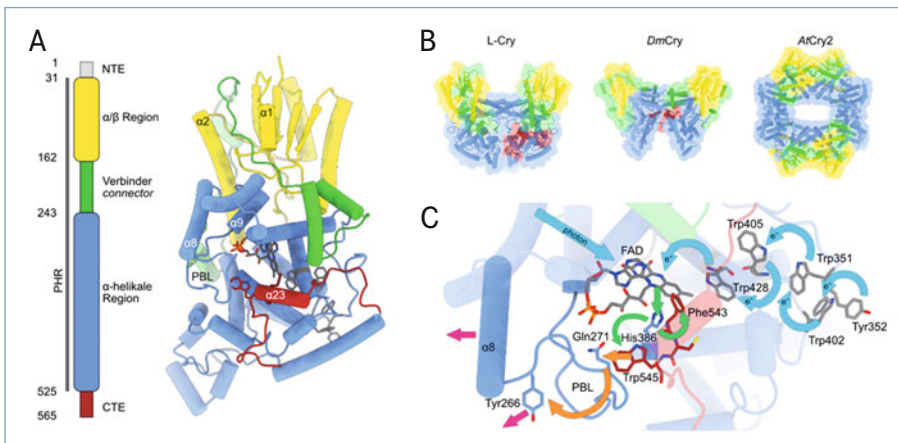 A
1
31
NTE
α/β Region
162
Verbinder
connector
243
PHR
α-helikale
Region
525
CTE
565
α2
α1
α9
α8
PBL
α23
B
L-Cry
DmCry
AtCry2
C
photon
FAD
e⁻
Trp405
e⁻
Trp351
Trp428
e⁻
e⁻
Phe543
α8
Gln271
His386
Trp402
Tyr352
Trp545
PBL
Tyr266